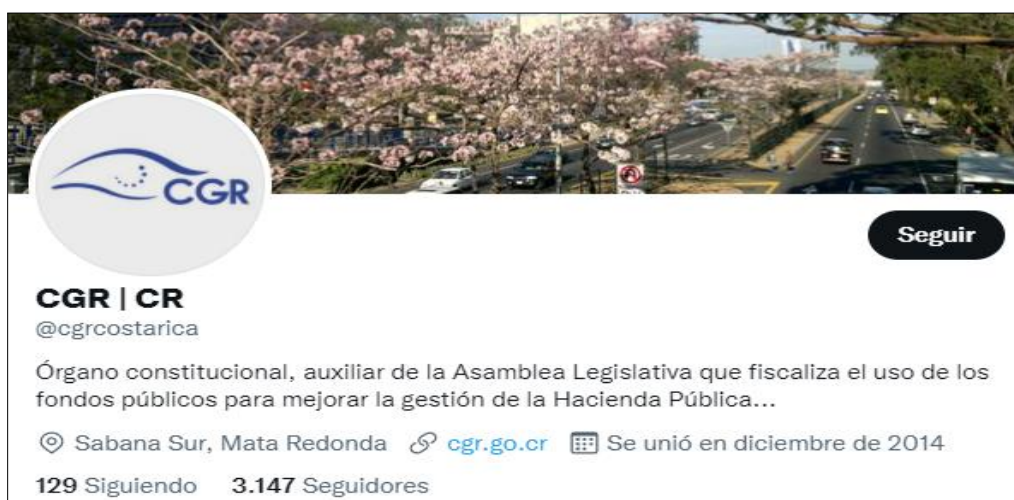 CGR
Seguir
CGR | CR
@cgrcostarica
Órgano constitucional, auxiliar de la Asamblea Legislativa que fiscaliza el uso de los
fondos públicos para mejorar la gestión de la Hacienda Pública...
Sabana Sur, Mata Redonda cgr.go.cr Se unió en diciembre de 2014
129 Siguiendo 3.147 Seguidores